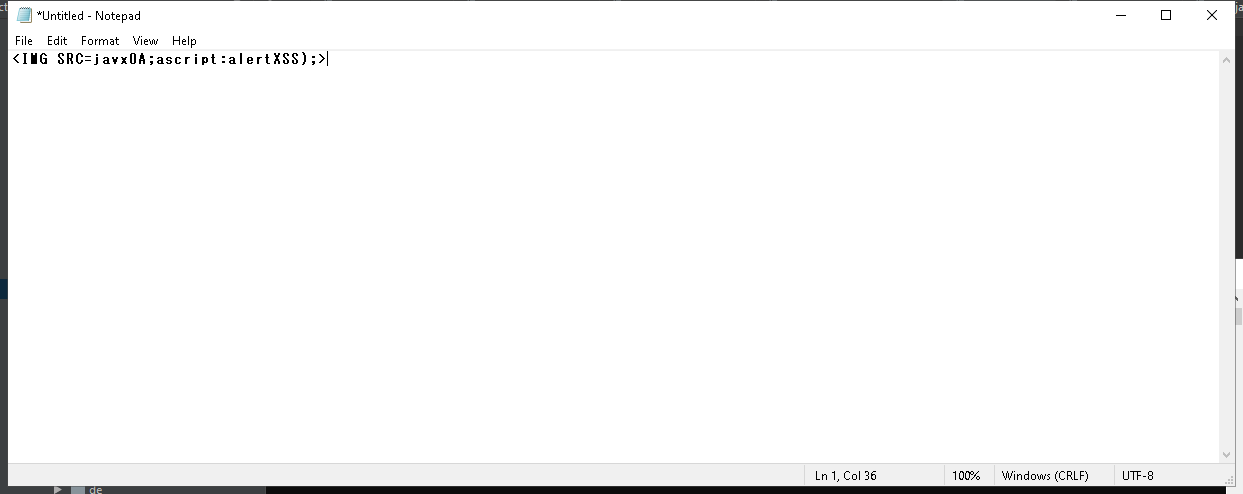 *Untitled - Notepad
File Edit Format View Help
<IMG SRC=javx0A;ascript:alertXSS);>
Ln 1, Col 36 100% Windows (CRLF) UTF-8
de